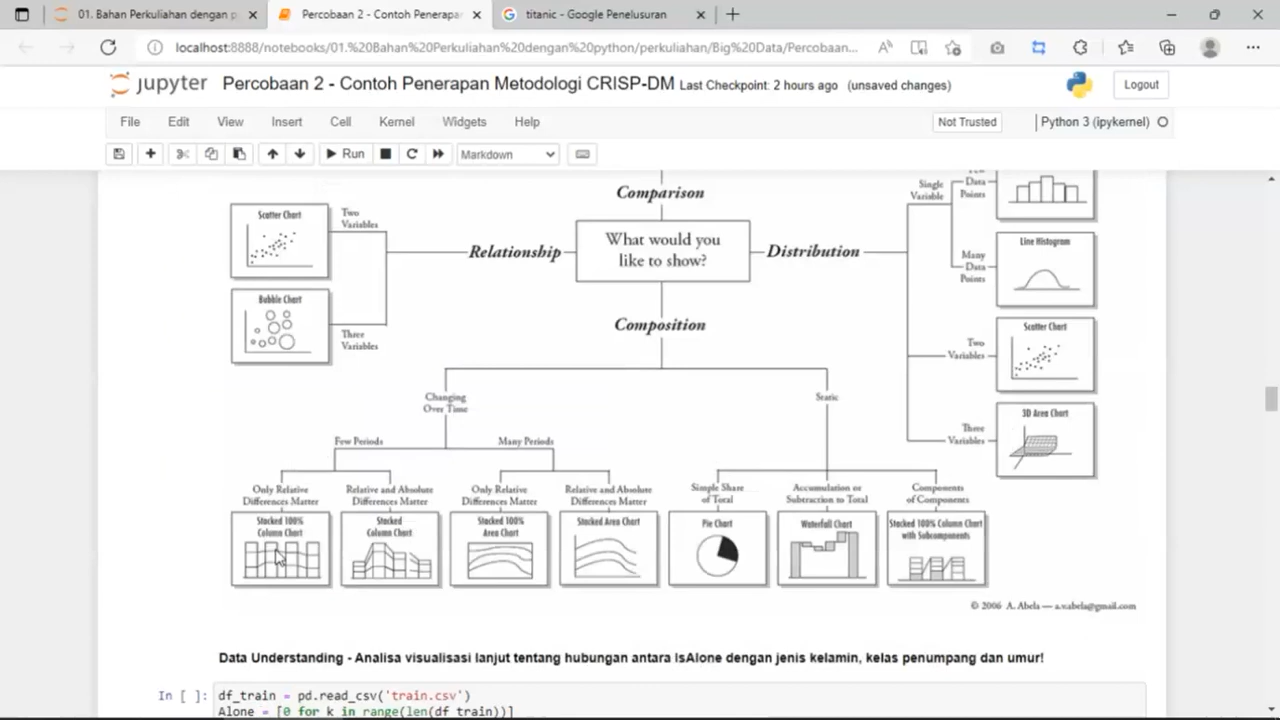 01. Bahan Perkuliahan dengan p
Percobaan 2 - Contoh Penerapa
titanic - Google Penelusuran
localhost:8888/notebooks/01.%20Bahan%20Perkuliahan%20dengan%20python/perkuliahan/Big%20Data/Percobaan...
jupyter Percobaan 2 - Contoh Penerapan Metodologi CRISP-DM Last Checkpoint: 2 hours ago (unsaved changes)
Logout
File Edit View Insert Cell Kernel Widgets Help
Not Trusted
Python 3 (ipykernel)
Run
Markdown
Comparison
Single
Variable
Data
Points
Scatter Chart
Two
Variables
Relationship
What would you
like to show?
Distribution
Line Histogram
Many
Data
Points
Bubble Chart
Three
Variables
Composition
Scatter Chart
Two
Variables
Changing
Over Time
Static
3D Area Chart
Three
Variables
Few Periods
Many Periods
Only Relative
Differences Matter
Relative and Absolute
Differences Matter
Only Relative
Differences Matter
Relative and Absolute
Differences Matter
Simple Share
of Total
Accumulation or
Subtraction to Total
Components
of Components
Stacked 100%
Column Chart
Stacked
Column Chart
Stacked 100%
Area Chart
Stacked Area Chart
Pie Chart
Waterfall Chart
Stacked 100% Column Chart
with Subcomponents
© 2006 A. Abela — a.v.abela@gmail.com
Data Understanding - Analisa visualisasi lanjut tentang hubungan antara IsAlone dengan jenis kelamin, kelas penumpang dan umur!
In [ ]: df_train = pd.read_csv('train.csv')
Alone = [0 for k in range(len(df_train))]